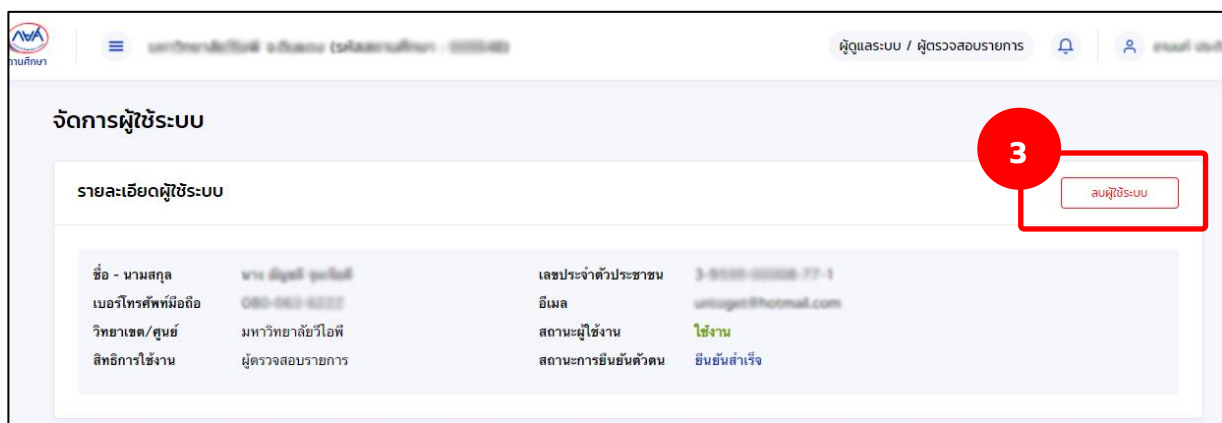 กยศ
านศึกษา
ผู้ดูแลระบบ / ผู้ตรวจสอบรายการ
จัดการผู้ใช้ระบบ
3
รายละเอียดผู้ใช้ระบบ
ลบผู้ใช้ระบบ
ชื่อ - นามสกุล
เลขประจำตัวประชาชน
เบอร์โทรศัพท์มือถือ
อีเมล
วิทยาเขต/ศูนย์ มหาวิทยาลัยวีไอพี
สถานะผู้ใช้งาน ใช้งาน
สิทธิการใช้งาน ผู้ตรวจสอบรายการ
สถานะการยืนยันตัวตน ยืนยันสำเร็จ